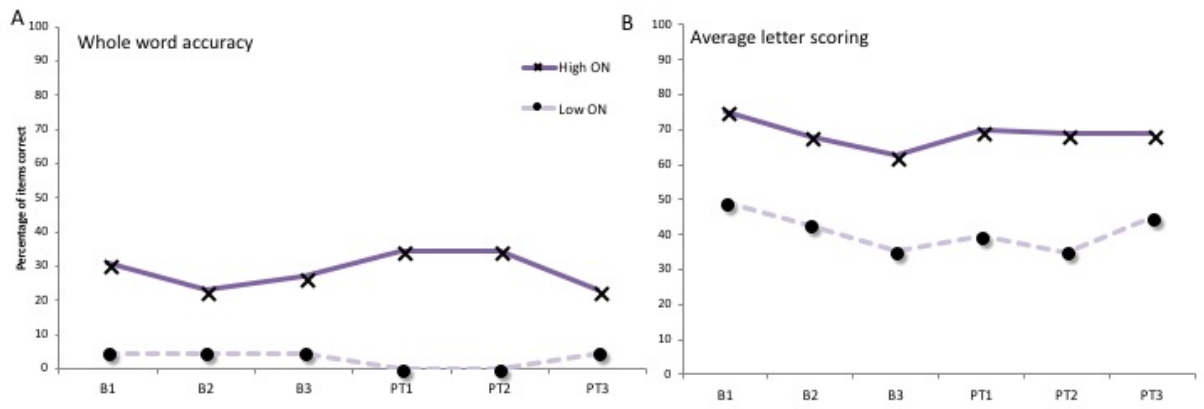 A
Whole word accuracy
Percentage of items correct
100
90
80
70
60
50
40
30
20
10
0
High ON
Low ON
B1 B2 B3 PT1 PT2 PT3
B
Average letter scoring
100
90
80
70
60
50
40
30
20
10
0
B1 B2 B3 PT1 PT2 PT3